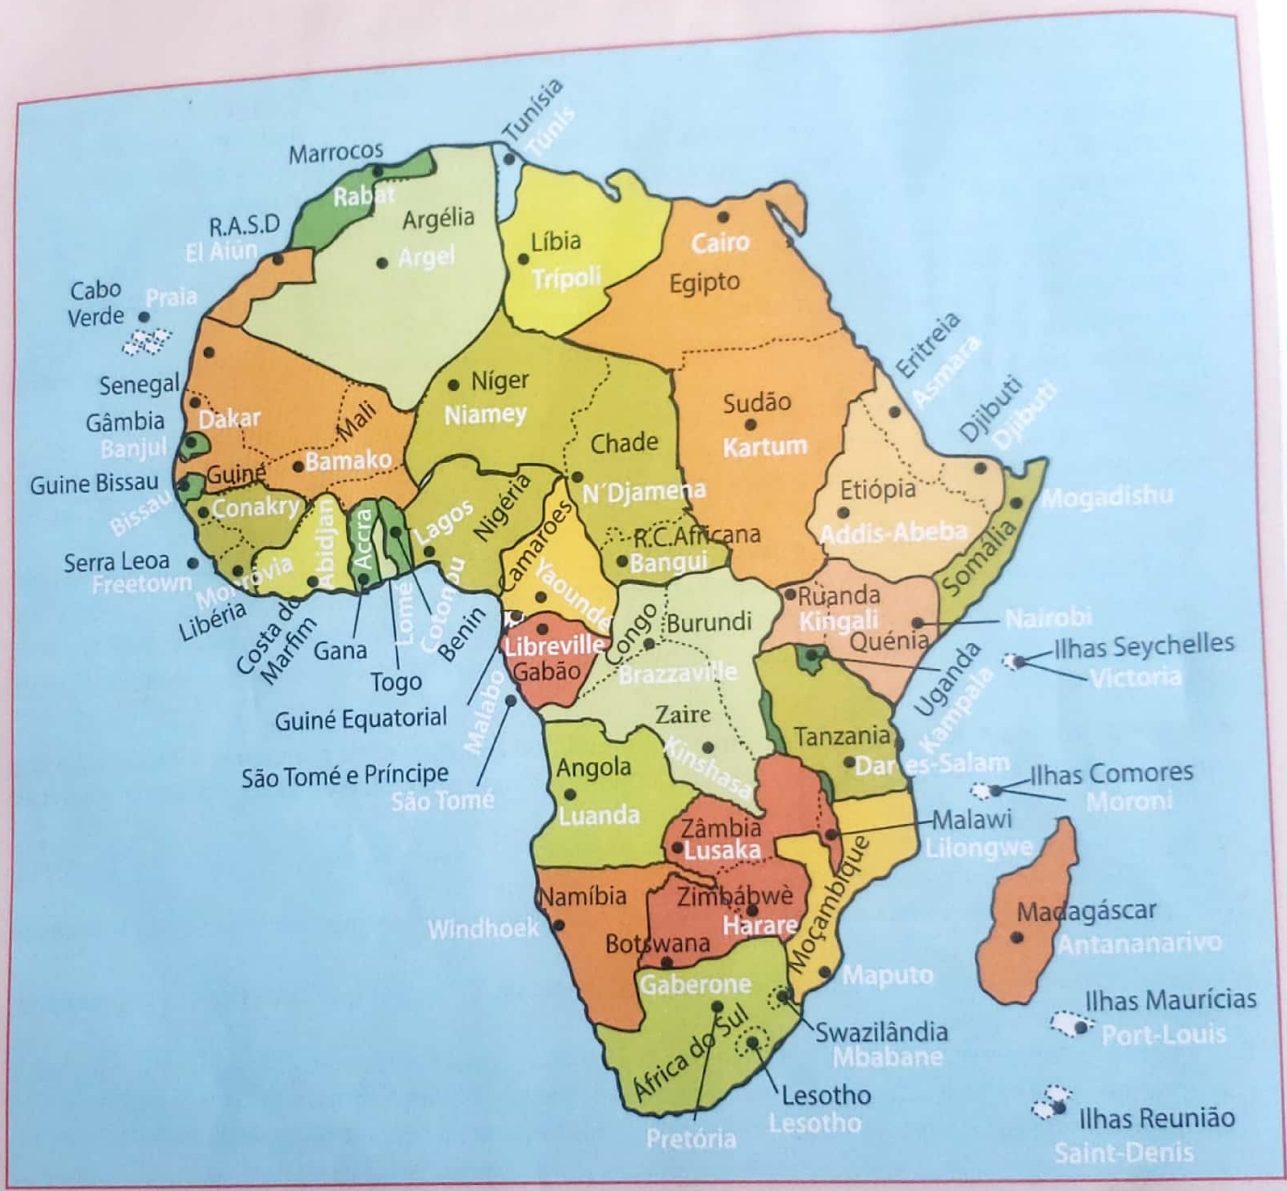 Tunísia
Túnis
Marrocos
Rabat
Argélia
Argel
R.A.S.D
El Aiún
Líbia
Trípoli
Cairo
Egipto
Cabo
Verde
Praia
Eritreia
Asmara
Senegal
Dakar
Mali
Níger
Niamey
Chade
Sudão
Kartum
Djibuti
Djibuti
Gâmbia
Banjul
Bamako
N´Djamena
Etiópia
Addis-Abeba
Mogadishu
Somália
Guine Bissau
Bissau
Guiné
Conakry
Abidjan
Accra
Lagos
Nigéria
Camarões
Yaoundé
R.C.Africana
Bangui
Serra Leoa
Freetown
Monróvia
Libéria
Costa do
Marfim
Gana
Lomé
Togo
Cotonou
Benin
Ruanda
Kingali
Quénia
Nairobi
Ilhas Seychelles
Victoria
Libreville
Gabão
Congo
Burundi
Brazzaville
Uganda
Kampala
Guiné Equatorial
Malabo
Zaire
Kinshasa
Tanzania
Dar es-Salam
São Tomé e Príncipe
São Tomé
Angola
Luanda
Ilhas Comores
Moroni
Zâmbia
Lusaka
Malawi
Lilongwe
Namíbia
Windhoek
Zimbábwè
Harare
Moçambique
Maputo
Botswana
Gaberone
Madagáscar
Antananarivo
África do Sul
Pretória
Swazilândia
Mbabane
Lesotho
Lesotho
Ilhas Maurícias
Port-Louis
Ilhas Reunião
Saint-Denis